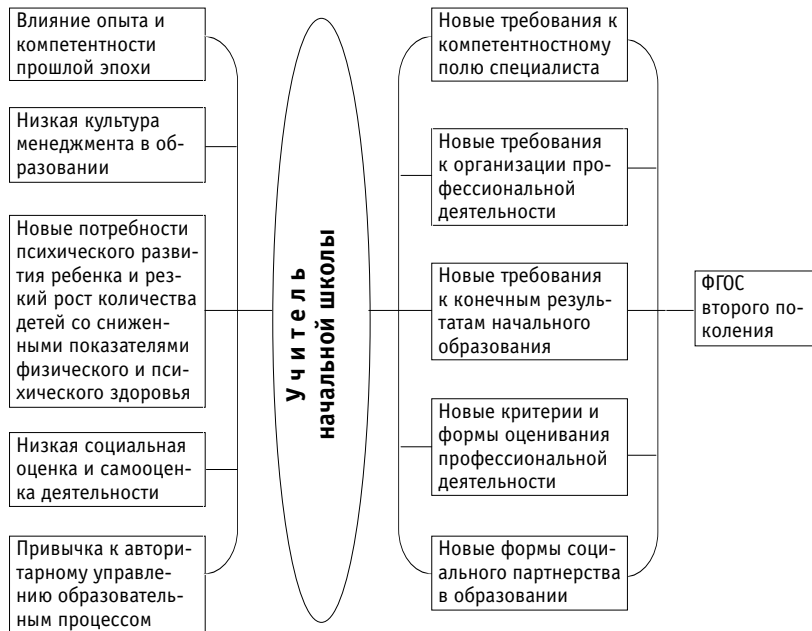 Влияние опыта и
компетентности
прошлой эпохи
Низкая культура
менеджмента в об-
разовании
Новые потребности
психического разви-
тия ребенка и рез-
кий рост количества
детей со снижен-
ными показателями
физического и пси-
хического здоровья
Низкая социальная
оценка и самооцен-
ка деятельности
Привычка к автори-
тарному управле-
нию образователь-
ным процессом
Учитель
начальной школы
Новые требования к
компетентностному
полю специалиста
Новые требования
к организации про-
фессиональной
деятельности
Новые требования
к конечным резуль-
татам начального
образования
Новые критерии и
формы оценивания
профессиональной
деятельности
Новые формы соци-
ального партнерства
в образовании
ФГОС
второго по-
коления